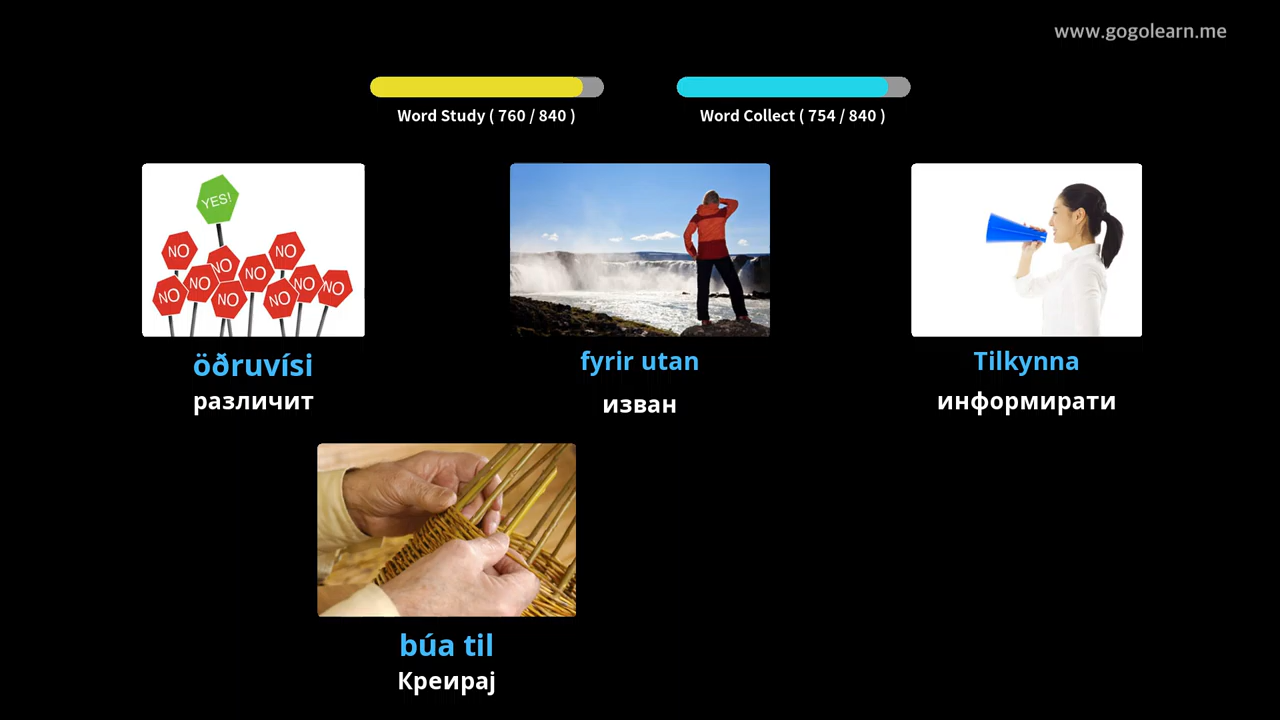 www.gogolearn.me
Word Study ( 760 / 840 )
Word Collect ( 754 / 840 )
YES!
NO
NO
NO
NO
NO
NO
NO
NO
NO
NO
öðruvísi
различит
fyrir utan
изван
Tilkynna
информирати
búa til
Креирај